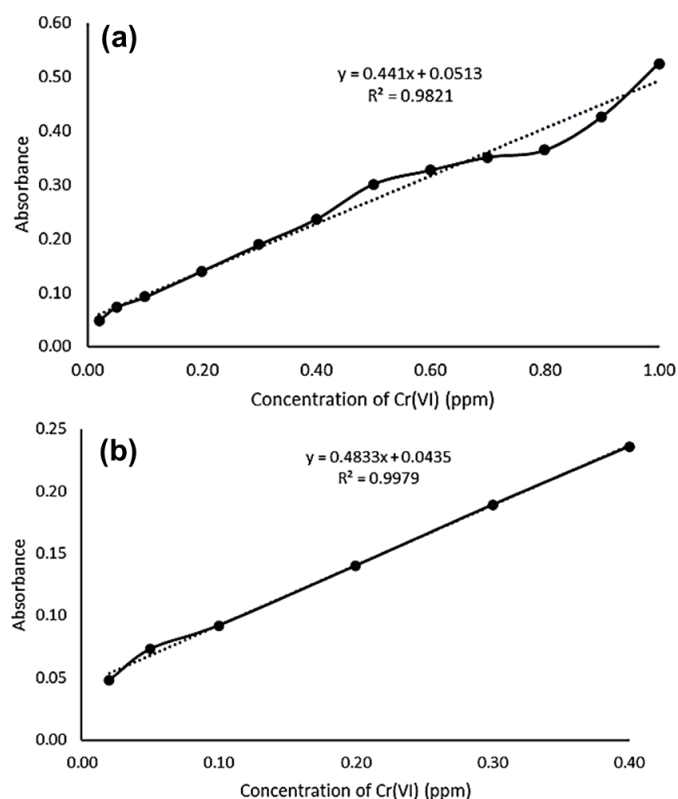 (a)
y = 0.441x + 0.0513
R² = 0.9821
Absorbance
0.60
0.50
0.40
0.30
0.20
0.10
0.00
0.00 0.20 0.40 0.60 0.80 1.00
Concentration of Cr(VI) (ppm)
(b)
y = 0.4833x + 0.0435
R² = 0.9979
Absorbance
0.25
0.20
0.15
0.10
0.05
0.00
0.00 0.10 0.20 0.30 0.40
Concentration of Cr(VI) (ppm)